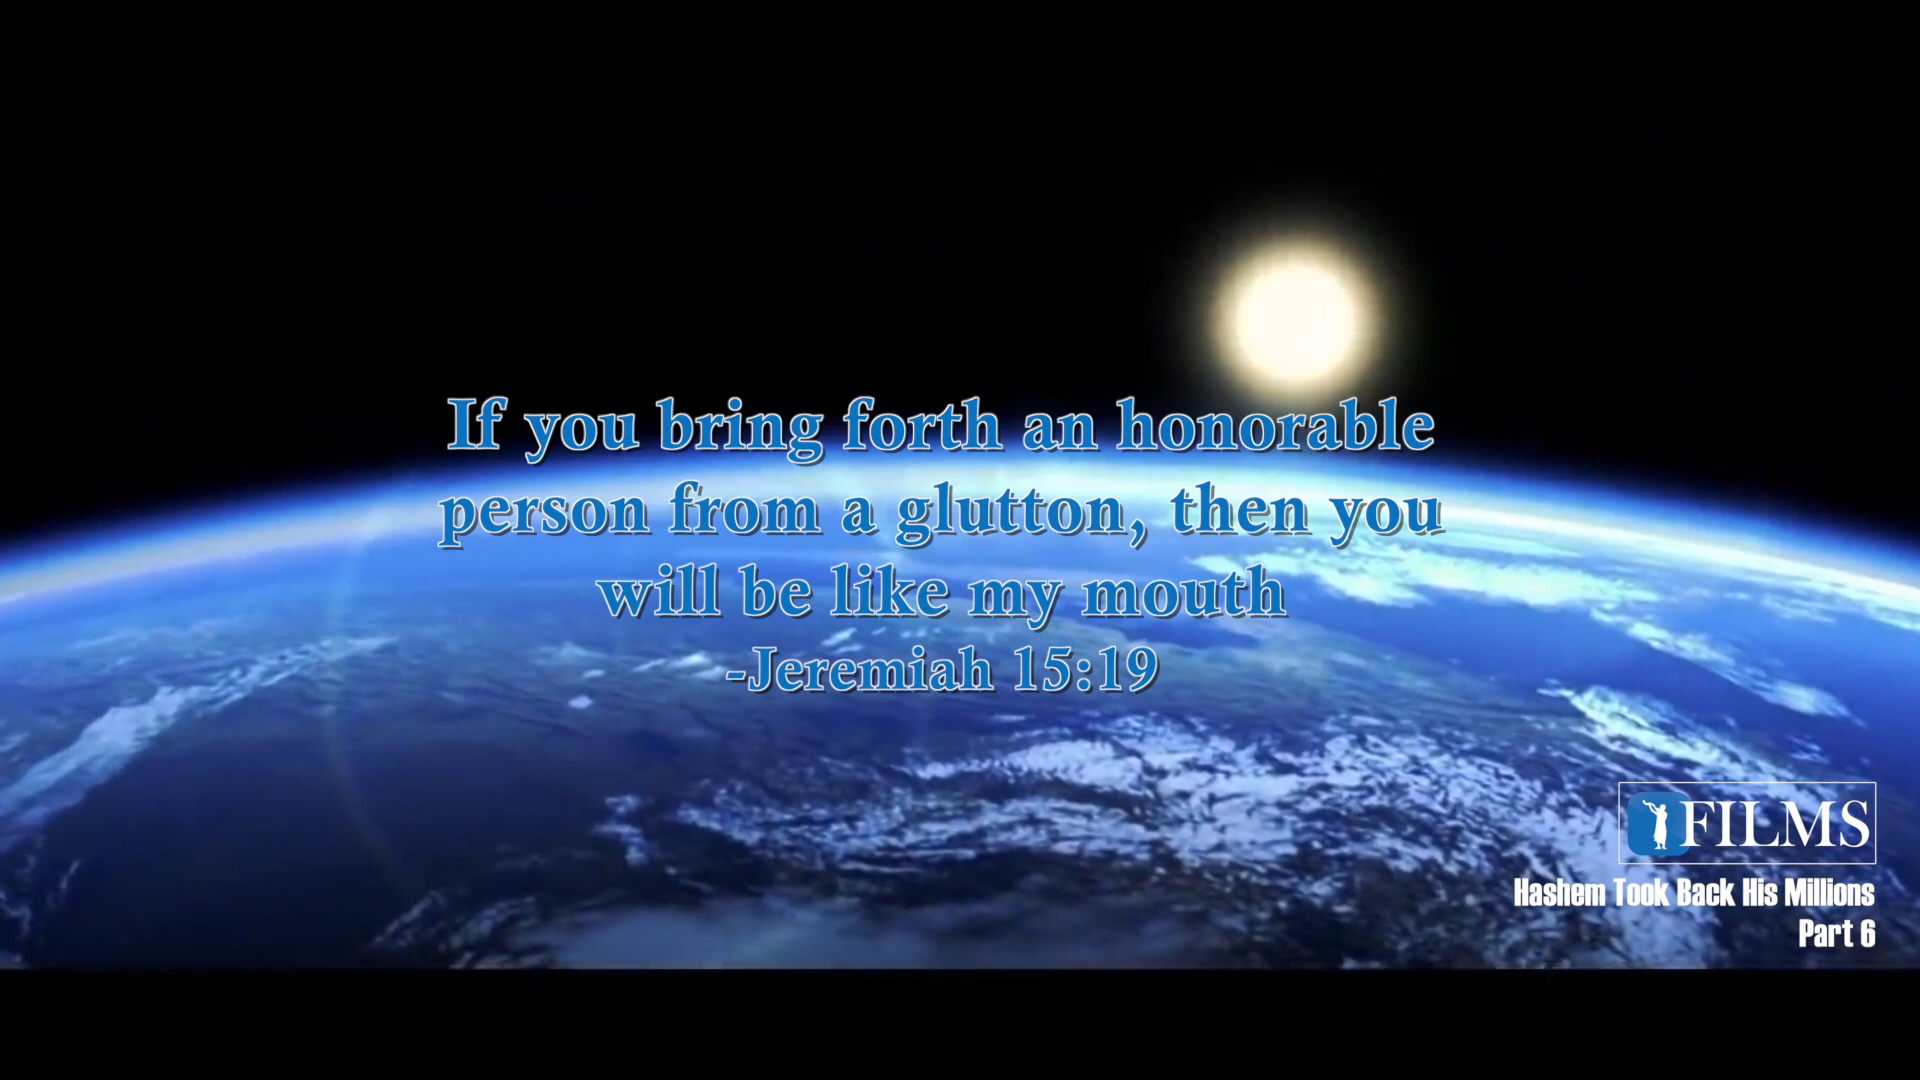 If you bring forth an honorable
person from a glutton, then you
will be like my mouth
-Jeremiah 15:19
FILMS
Hashem Took Back His Millions
Part 6